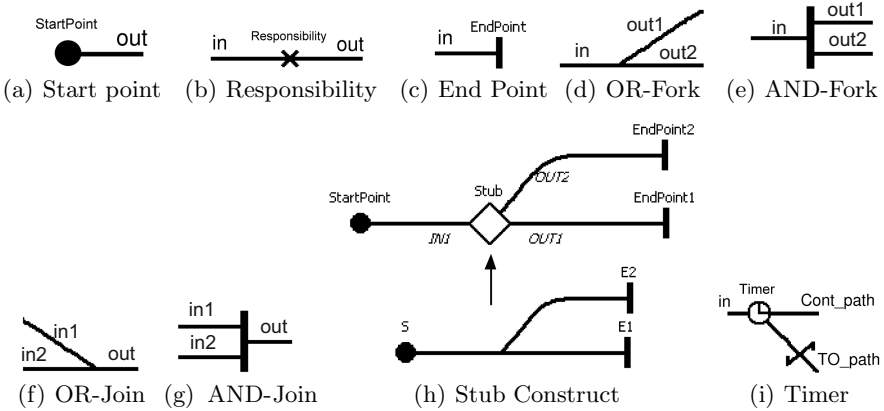 StartPoint
out
(a) Start point
in
Responsibility
out
(b) Responsibility
in
EndPoint
(c) End Point
in
out1
out2
(d) OR-Fork
in
out1
out2
(e) AND-Fork
in1
in2
out
(f) OR-Join
in1
in2
out
(g) AND-Join
StartPoint
IN1
Stub
OUT2
OUT1
EndPoint2
EndPoint1
S
E2
E1
(h) Stub Construct
in
Timer
Cont_path
TO_path
(i) Timer